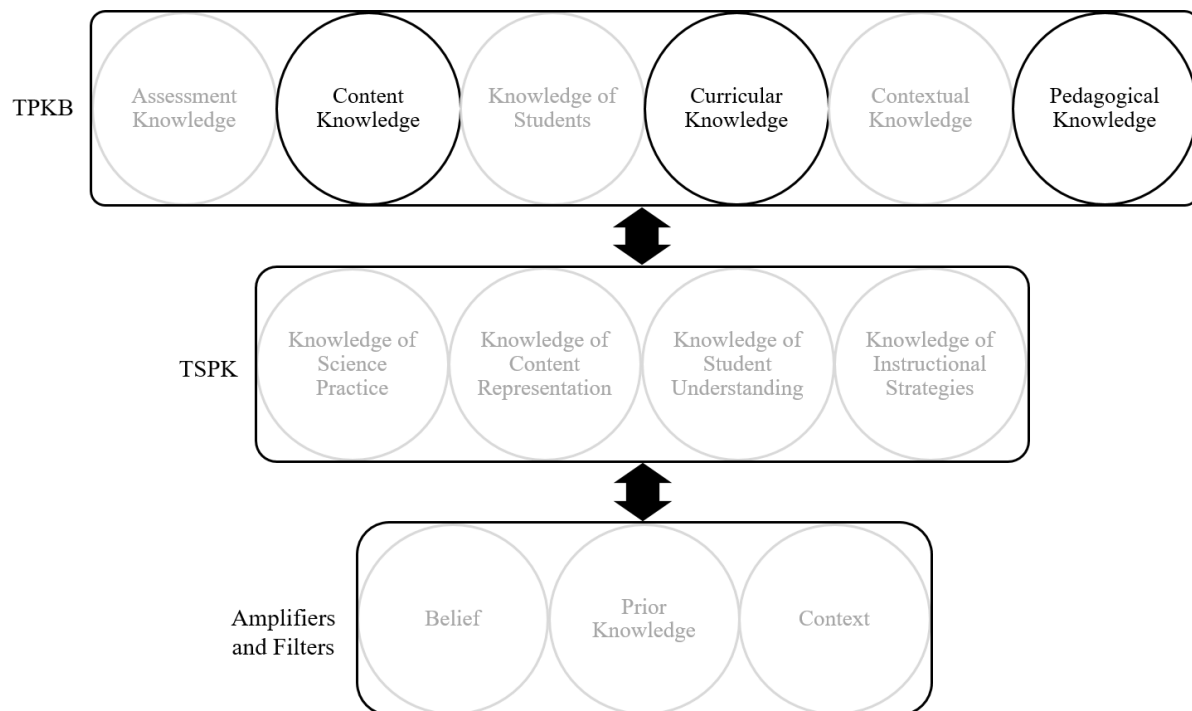 TPKB
Assessment
Knowledge
Content
Knowledge
Knowledge of
Students
Curricular
Knowledge
Contextual
Knowledge
Pedagogical
Knowledge
TSPK
Knowledge of
Science
Practice
Knowledge of
Content
Representation
Knowledge of
Student
Understanding
Knowledge of
Instructional
Strategies
Amplifiers
and Filters
Belief
Prior
Knowledge
Context